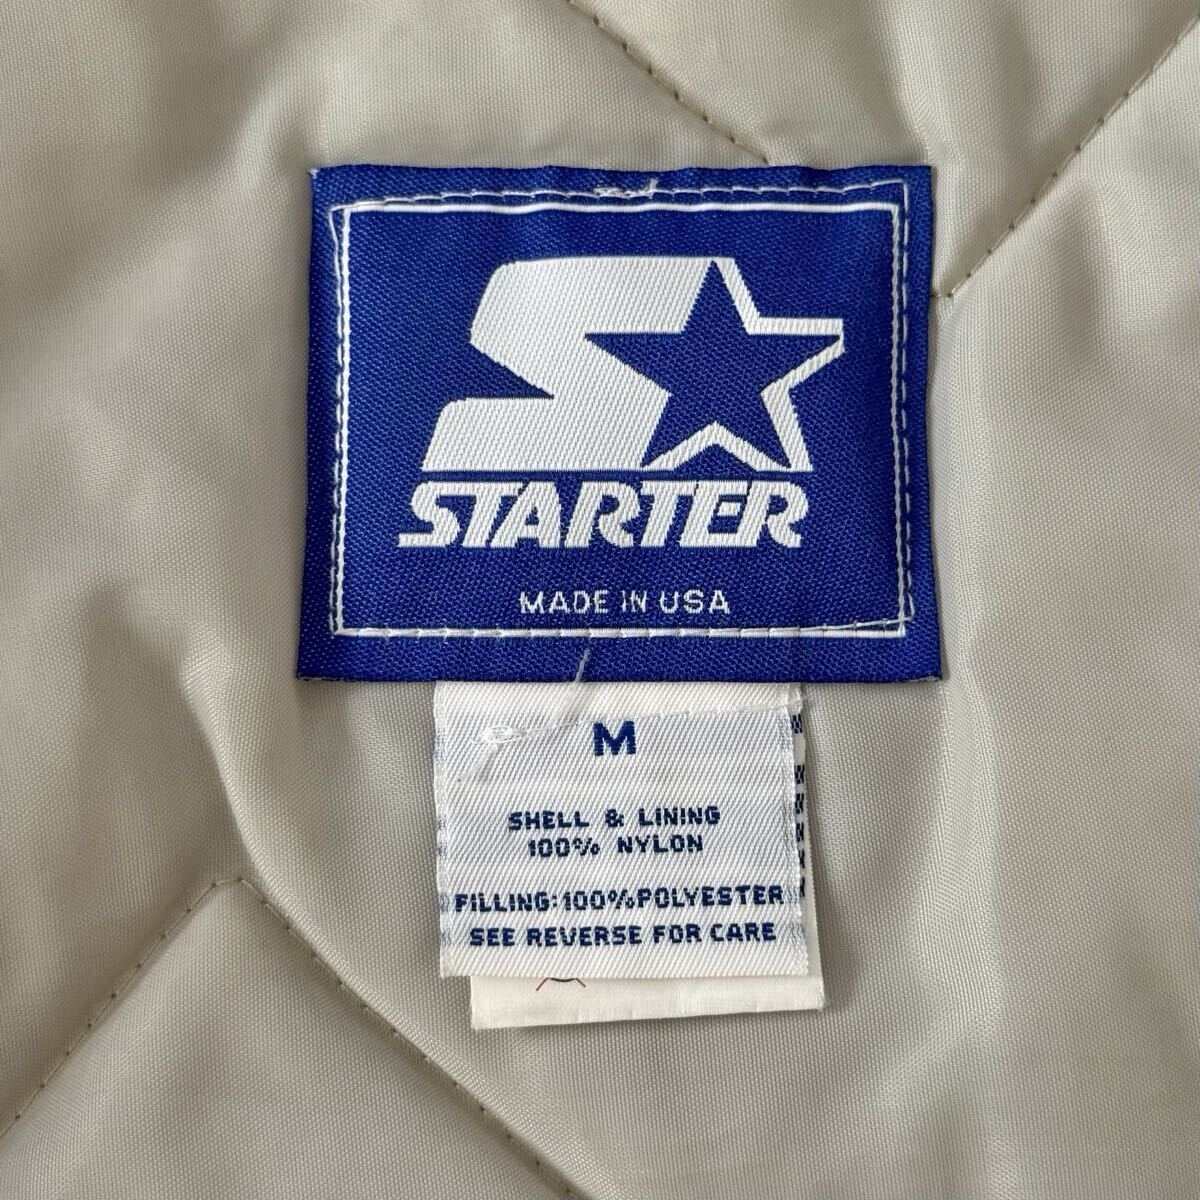 STARTER
MADE IN USA
M
SHELL & LINING
100% NYLON
FILLING:100%POLYESTER
SEE REVERSE FOR CARE